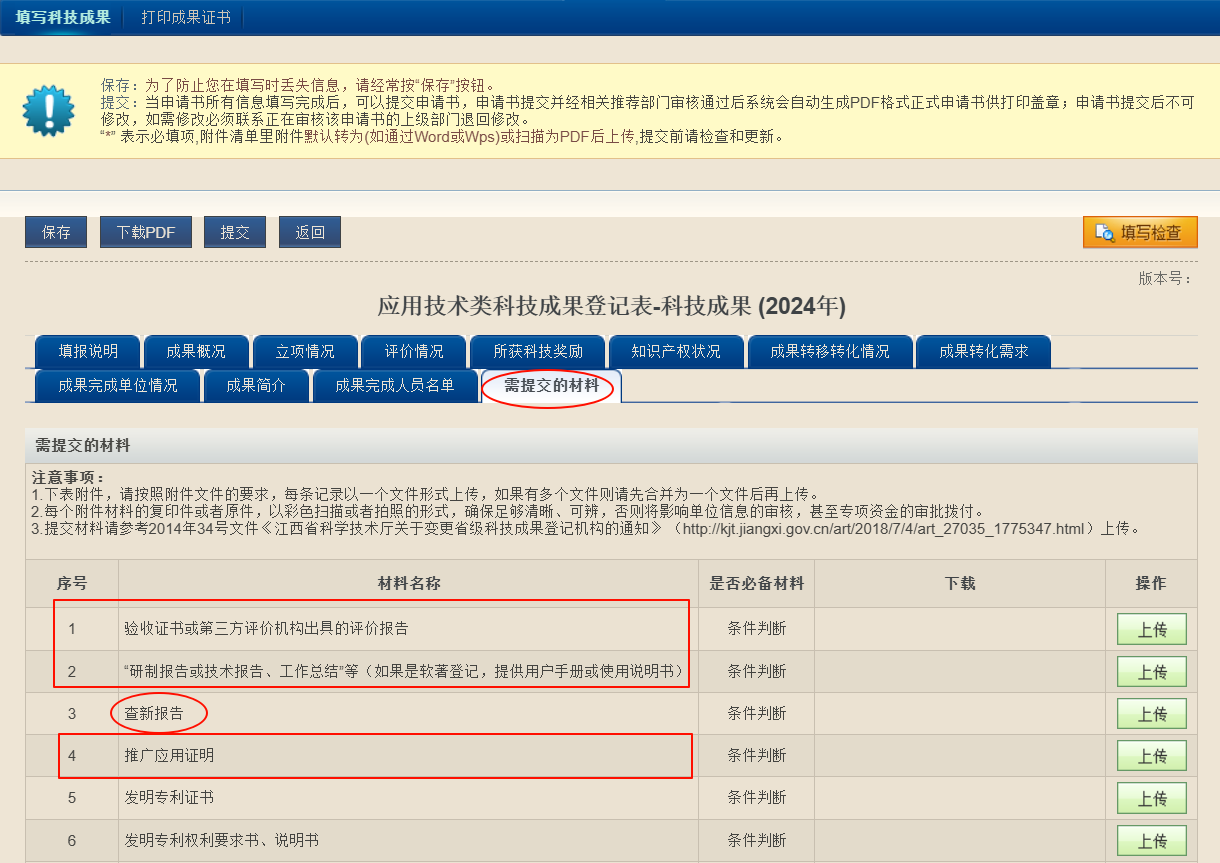 填写科技成果 打印成果证书
保存：为了防止您在填写时丢失信息，请经常按“保存”按钮。
提交：当申请书所有信息填写完成后，可以提交申请书，申请书提交并经相关推荐部门审核通过后系统会自动生成PDF格式正式申请书供打印盖章；申请书提交后不可
修改，如需修改必须联系正在审核该申请书的上级部门退回修改。
“*” 表示必填项,附件清单里附件默认转为(如通过Word或Wps)或扫描为PDF后上传,提交前请检查和更新。
保存 下载PDF 提交 返回 填写检查
版本号：
应用技术类科技成果登记表-科技成果 (2024年)
填报说明 成果概况 立项情况 评价情况 所获科技奖励 知识产权状况 成果转移转化情况 成果转化需求
成果完成单位情况 成果简介 成果完成人员名单 需提交的材料
需提交的材料
注意事项：
1.下表附件，请按照附件文件的要求，每条记录以一个文件形式上传，如果有多个文件则请先合并为一个文件后再上传。
2.每个附件材料的复印件或者原件，以彩色扫描或者拍照的形式，确保足够清晰、可辨，否则将影响单位信息的审核，甚至专项资金的审批拨付。
3.提交材料请参考2014年34号文件《江西省科学技术厅关于变更省级科技成果登记机构的通知》（http://kjt.jiangxi.gov.cn/art/2018/7/4/art_27035_1775347.html）上传。
序号 材料名称 是否必备材料 下载 操作
1 验收证书或第三方评价机构出具的评价报告 条件判断 上传
2 “研制报告或技术报告、工作总结”等（如果是软著登记，提供用户手册或使用说明书） 条件判断 上传
3 查新报告 条件判断 上传
4 推广应用证明 条件判断 上传
5 发明专利证书 条件判断 上传
6 发明专利权利要求书、说明书 条件判断 上传